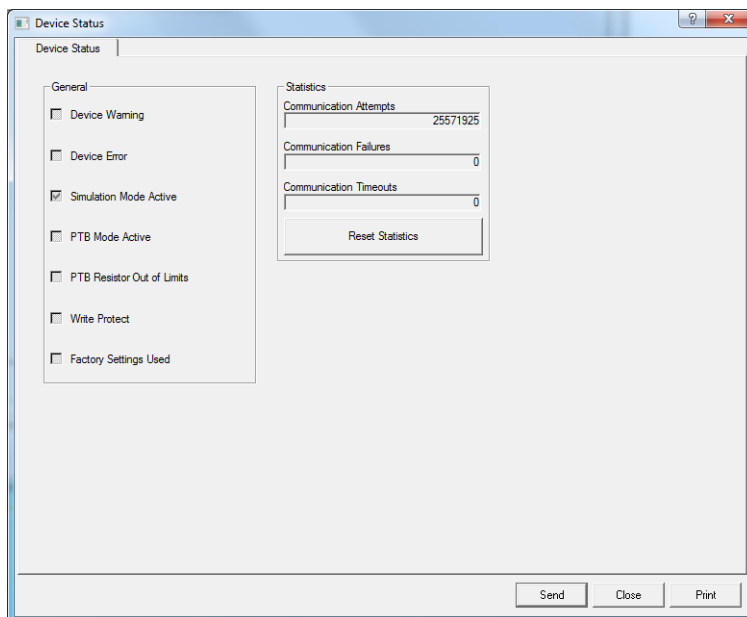 Device Status
Device Status
General
Device Warning
Device Error
Simulation Mode Active
PTB Mode Active
PTB Resistor Out of Limits
Write Protect
Factory Settings Used
Statistics
Communication Attempts
25571925
Communication Failures
0
Communication Timeouts
0
Reset Statistics
Send
Close
Print